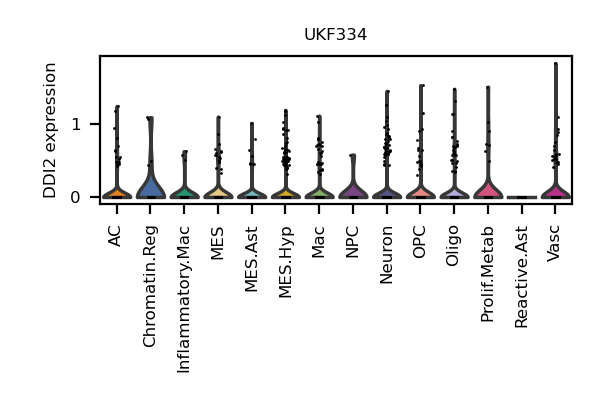 UKF334
DDI2 expression
1
0
AC
Chromatin.Reg
Inflammatory.Mac
MES
MES.Ast
MES.Hyp
Mac
NPC
Neuron
OPC
Oligo
Prolif.Metab
Reactive.Ast
Vasc